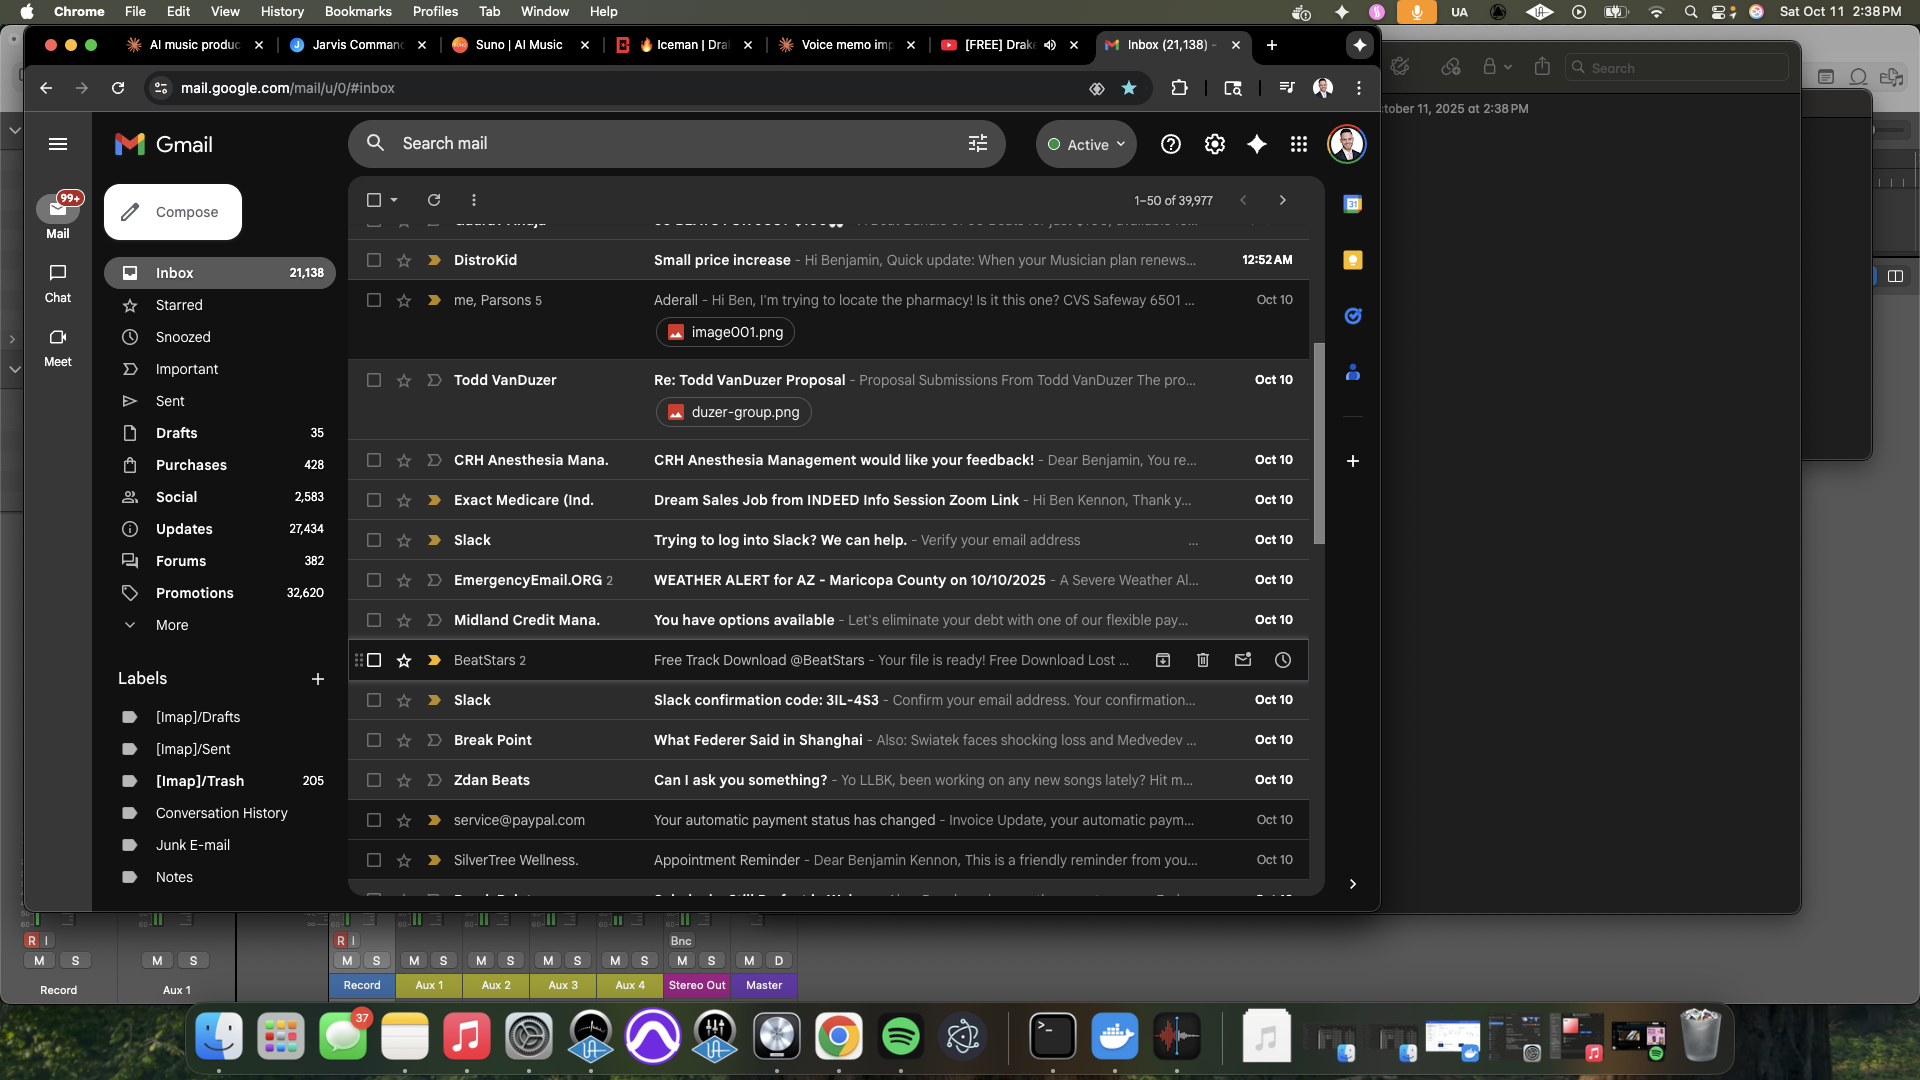 Chrome File Edit View History Bookmarks Profiles Tab Window Help UA Sat Oct 11 2:38 PM
AI music produc Jarvis Comman Suno | AI Music 🔥 Iceman | Dra Voice memo imp [FREE] Drake Inbox (21,138) -
mail.google.com/mail/u/0/#inbox
Search
October 11, 2025 at 2:38 PM
Gmail
Search mail
Active
Compose
99+
Mail
Chat
Meet
1–50 of 39,977
Inbox 21,138
Starred
Snoozed
Important
Sent
Drafts 35
Purchases 428
Social 2,583
Updates 27,434
Forums 382
Promotions 32,620
More
Labels
[Imap]/Drafts
[Imap]/Sent
[Imap]/Trash 205
Conversation History
Junk E-mail
Notes
DistroKid Small price increase - Hi Benjamin, Quick update: When your Musician plan renews... 12:52 AM
me, Parsons 5 Aderall - Hi Ben, I'm trying to locate the pharmacy! Is it this one? CVS Safeway 6501 ... Oct 10
image001.png
Todd VanDuzer Re: Todd VanDuzer Proposal - Proposal Submissions From Todd VanDuzer The pro... Oct 10
duzer-group.png
CRH Anesthesia Mana. CRH Anesthesia Management would like your feedback! - Dear Benjamin, You re... Oct 10
Exact Medicare (Ind. Dream Sales Job from INDEED Info Session Zoom Link - Hi Ben Kennon, Thank y... Oct 10
Slack Trying to log into Slack? We can help. - Verify your email address ... Oct 10
EmergencyEmail.ORG 2 WEATHER ALERT for AZ - Maricopa County on 10/10/2025 - A Severe Weather Al... Oct 10
Midland Credit Mana. You have options available - Let's eliminate your debt with one of our flexible pay... Oct 10
BeatStars 2 Free Track Download @BeatStars - Your file is ready! Free Download Lost ...
Slack Slack confirmation code: 3IL-4S3 - Confirm your email address. Your confirmation... Oct 10
Break Point What Federer Said in Shanghai - Also: Swiatek faces shocking loss and Medvedev ... Oct 10
Zdan Beats Can I ask you something? - Yo LLBK, been working on any new songs lately? Hit m... Oct 10
service@paypal.com Your automatic payment status has changed - Invoice Update, your automatic paym... Oct 10
SilverTree Wellness. Appointment Reminder - Dear Benjamin Kennon, This is a friendly reminder from you... Oct 10
31
R I R I Bnc
M S M S M S M S M S M S M S M S M D
Record Aux 1 Record Aux 1 Aux 2 Aux 3 Aux 4 Stereo Out Master
37